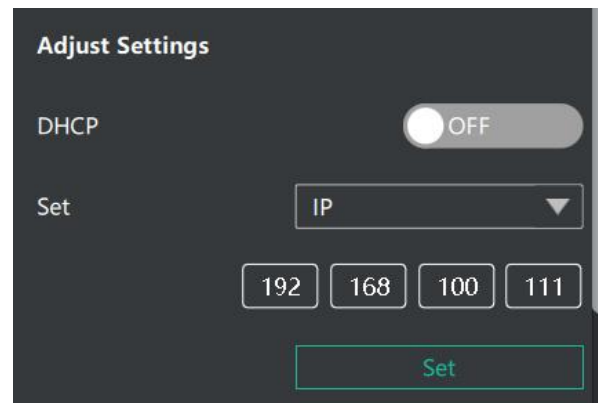 Adjust Settings
DHCP OFF
Set IP
192 168 100 111
Set